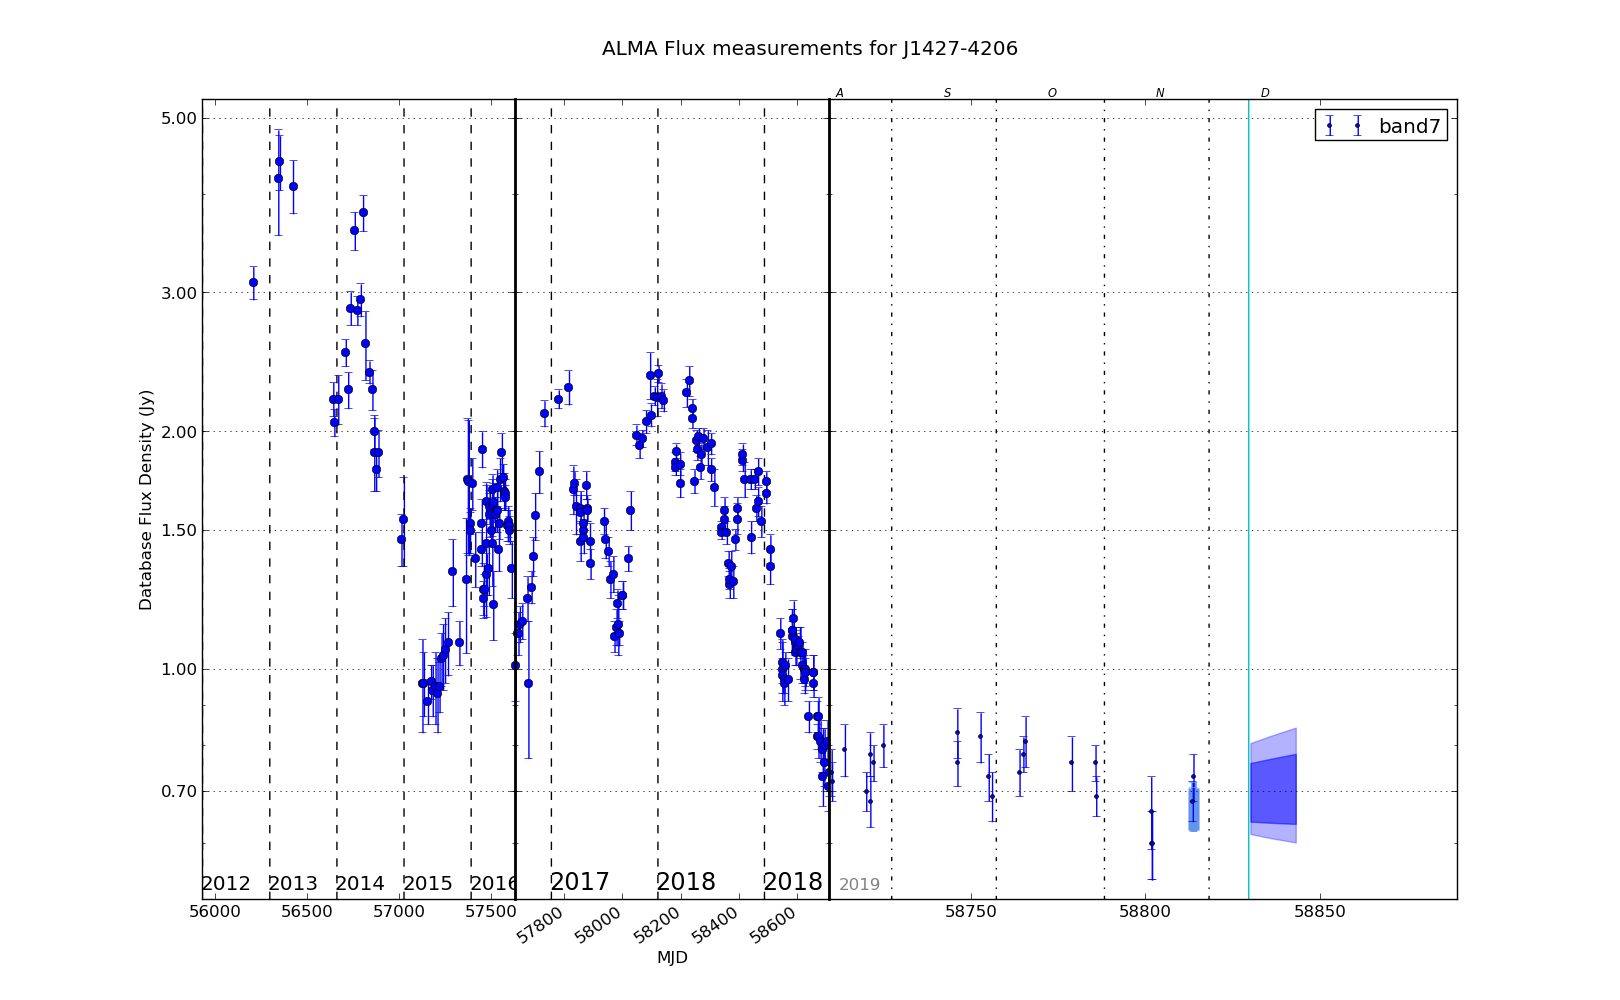 ALMA Flux measurements for J1427-4206
A S O N D
band7
5.00
3.00
2.00
1.50
1.00
0.70
Database Flux Density (Jy)
2012 2013 2014 2015 2016 2017 2018 2018 2019
56000 56500 57000 57500 57800 58000 58200 58400 58600 58750 58800 58850
MJD